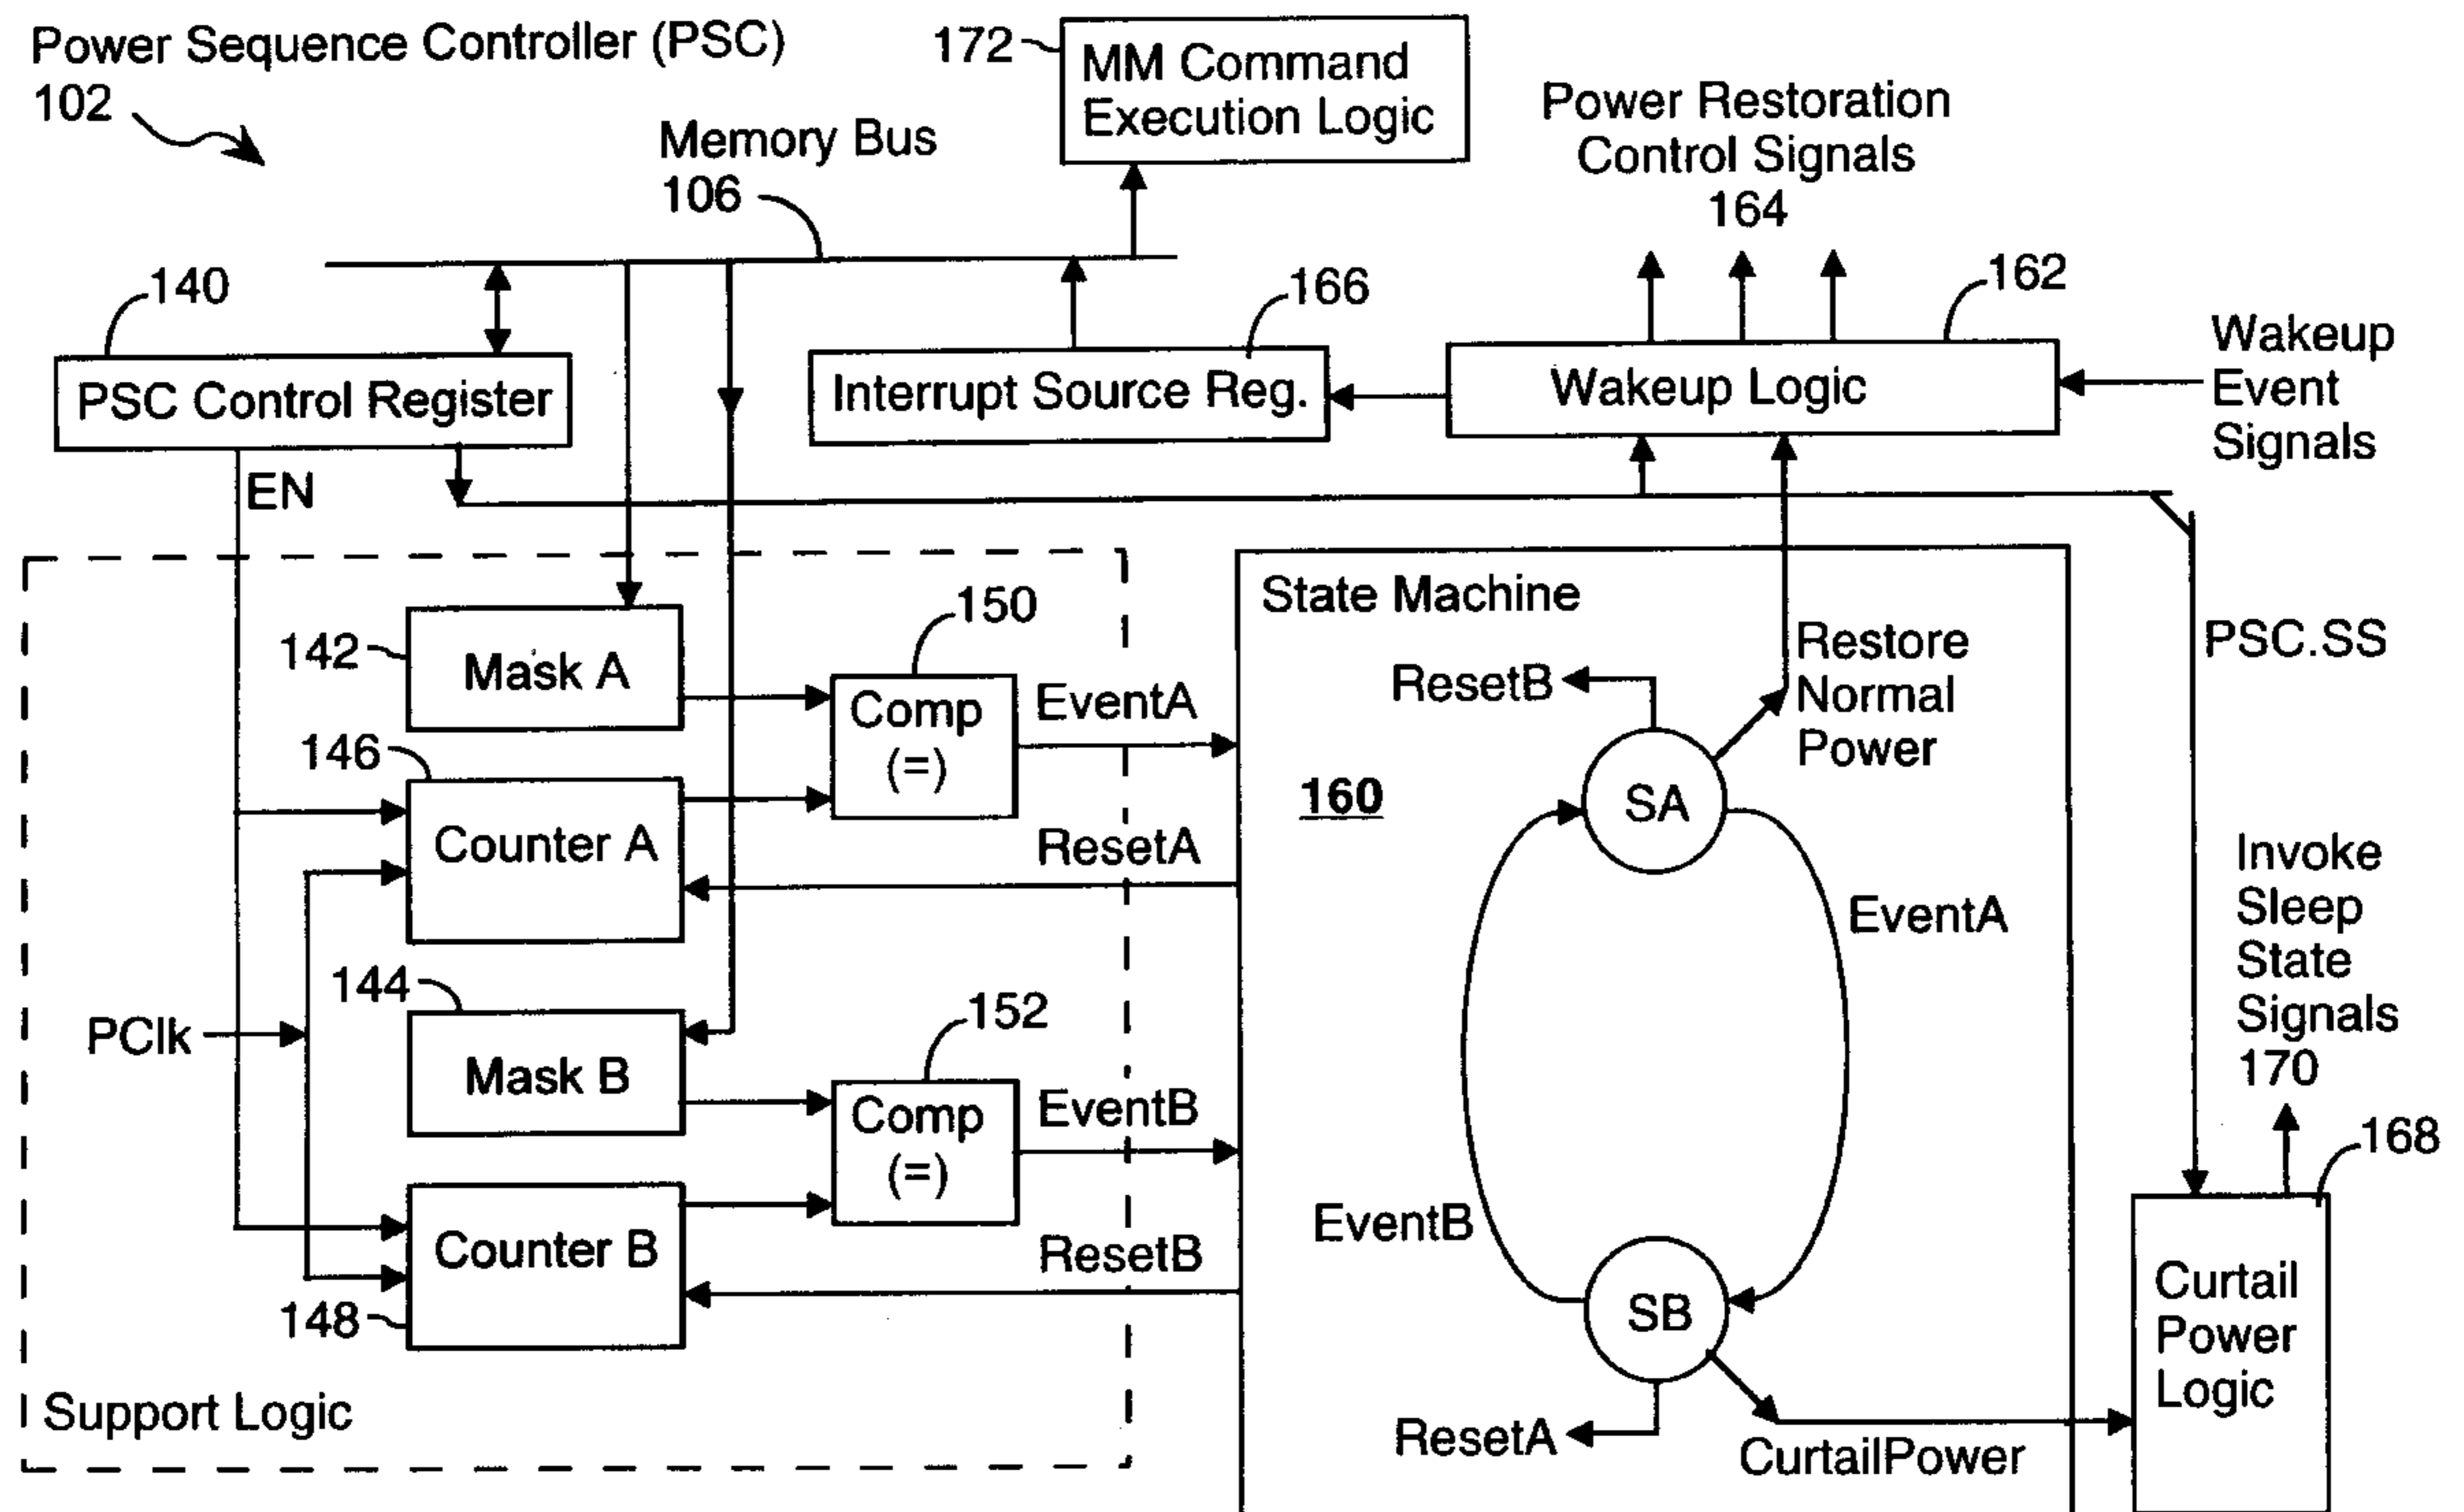 Power Sequence Controller (PSC)
102
172
MM Command
Execution Logic
Memory Bus
106
Power Restoration
Control Signals
164
140
166
162
PSC Control Register
Interrupt Source Reg.
Wakeup Logic
Wakeup
Event
Signals
EN
PSC.SS
142
Mask A
150
Comp
(=)
EventA
146
Counter A
ResetA
144
Mask B
PClk
152
Comp
(=)
EventB
Counter B
148
ResetB
Support Logic
State Machine
160
ResetB
Restore
Normal
Power
SA
EventA
EventB
SB
ResetA
CurtailPower
Invoke
Sleep
State
Signals
170
168
Curtail
Power
Logic